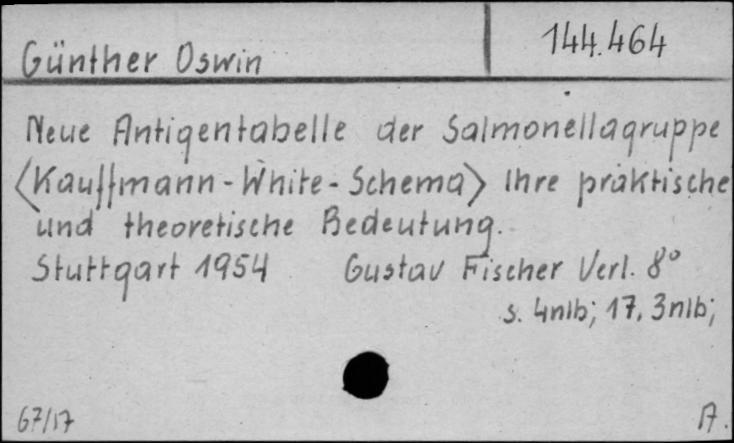 Günther Oswin 144.464
Neue Antigentabelle der Salmonellagruppe
<Kauffmann-White-Schema> Ihre praktische
und theoretische Bedeutung.
Stuttgart 1954 Gustav Fischer Verl. 8°
s. 4nlb; 17, 3nlb;
67/17 A.